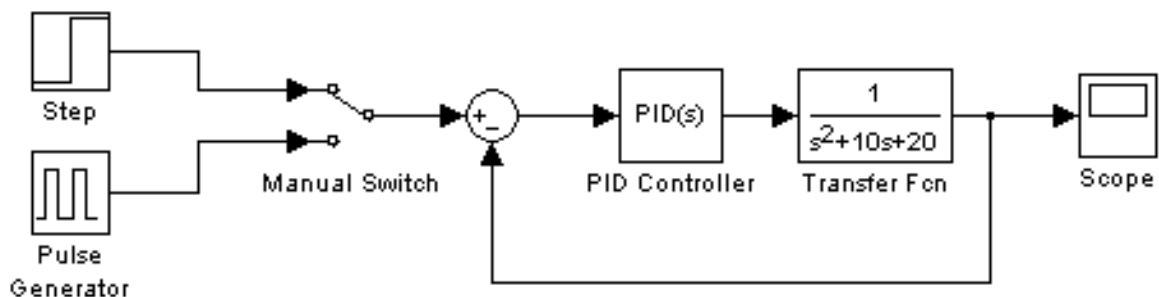 Step
Manual Switch
Pulse
Generator
+
−
PID(s)
PID Controller
1
s²+10s+20
Transfer Fcn
Scope